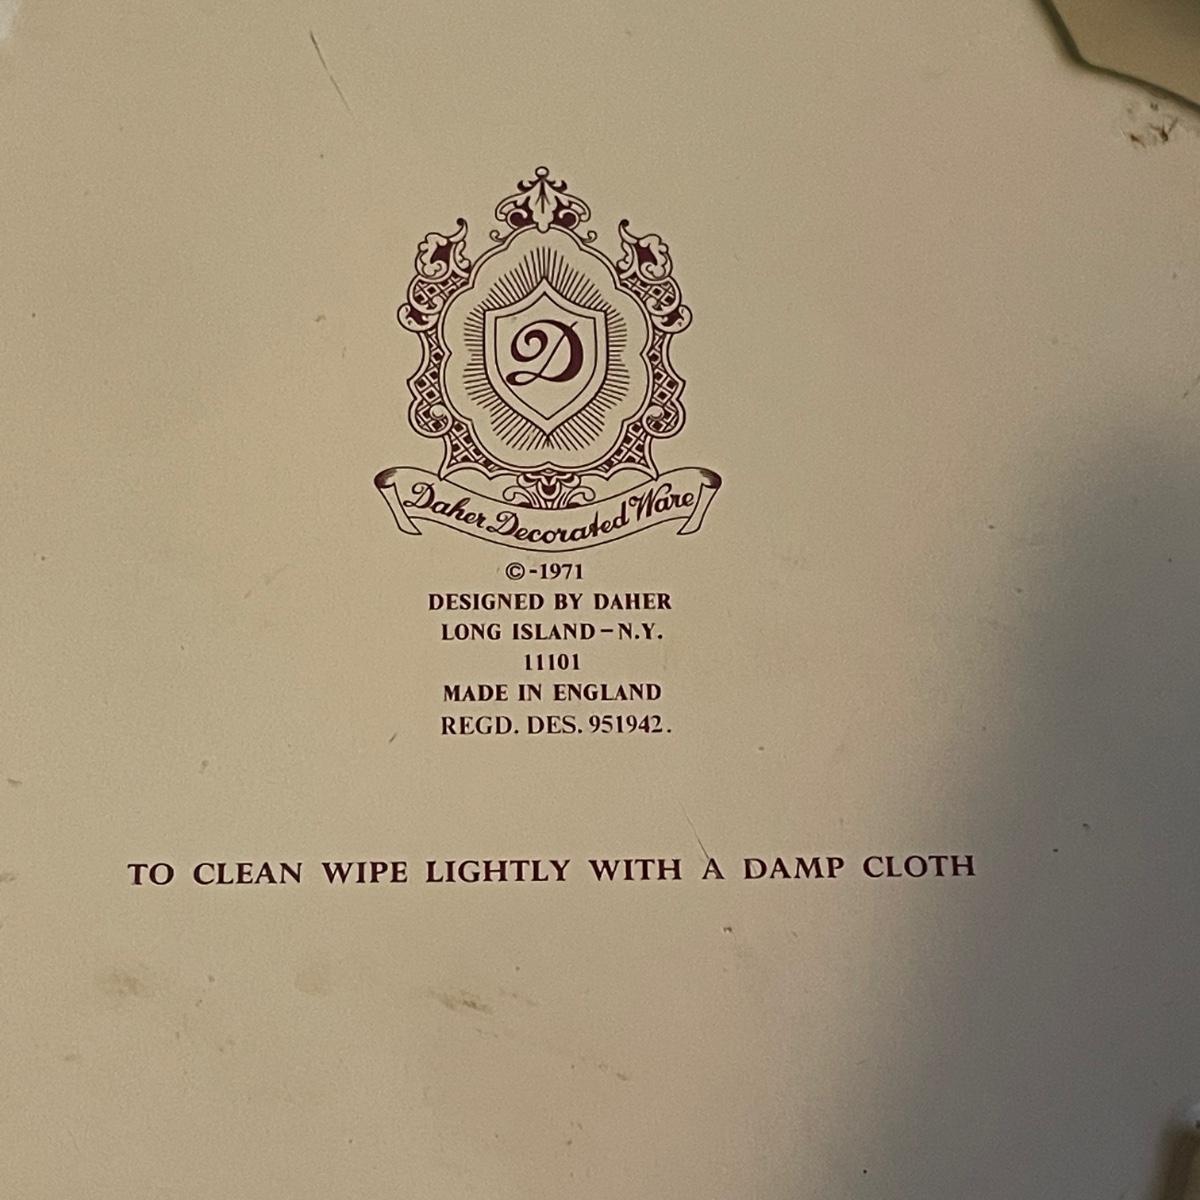 D
Daher Decorated Ware
©-1971
DESIGNED BY DAHER
LONG ISLAND – N.Y.
11101
MADE IN ENGLAND
REGD. DES. 951942.
TO CLEAN WIPE LIGHTLY WITH A DAMP CLOTH